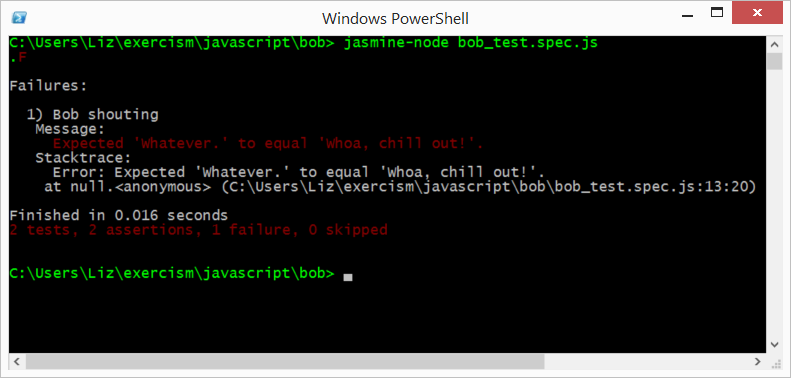 Windows PowerShell
C:\Users\Liz\exercism\javascript\bob> jasmine-node bob_test.spec.js
.F
Failures:
1) Bob shouting
Message:
Expected 'Whatever.' to equal 'Whoa, chill out!'.
Stacktrace:
Error: Expected 'Whatever.' to equal 'Whoa, chill out!'.
at null.<anonymous> (C:\Users\Liz\exercism\javascript\bob\bob_test.spec.js:13:20)
Finished in 0.016 seconds
2 tests, 2 assertions, 1 failure, 0 skipped
C:\Users\Liz\exercism\javascript\bob>